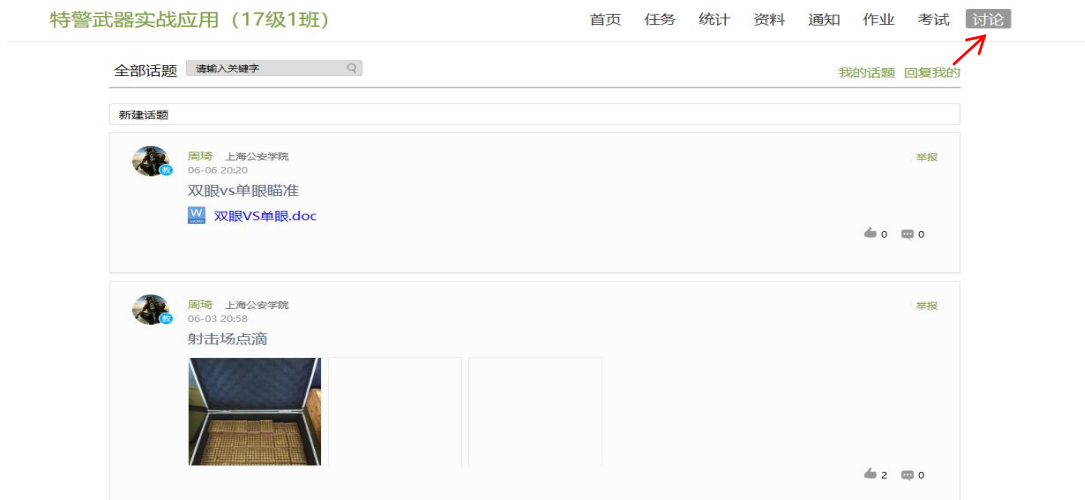 特警武器实战应用（17级1班） 首页 任务 统计 资料 通知 作业 考试 讨论
全部话题 请输入关键字 我的话题 回复我的
新建话题
周琦 上海公安学院 举报
教
06-06 20:20
双眼vs单眼瞄准
W 双眼VS单眼.doc
0 0
周琦 上海公安学院 举报
教
06-03 20:58
射击场点滴
2 0